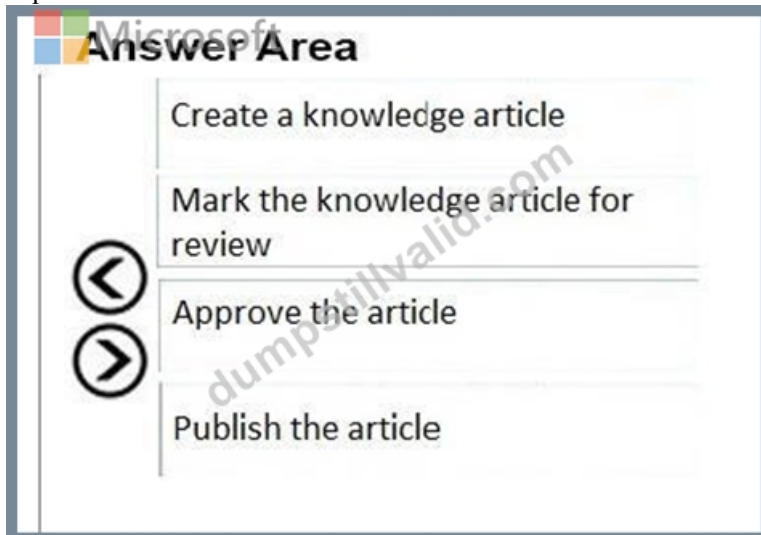 Microsoft
Answer Area
Create a knowledge article
Mark the knowledge article for
review
Approve the article
Publish the article
dumpstillvalid.com